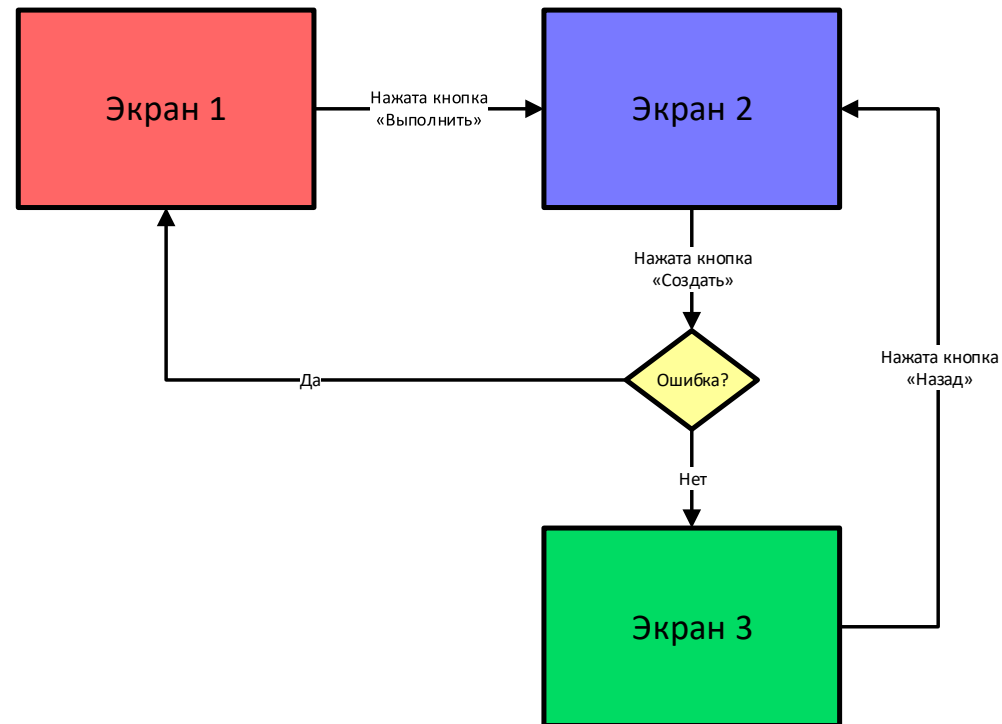 Экран 1
Нажата кнопка
«Выполнить»
Экран 2
Нажата кнопка
«Создать»
Ошибка?
Да
Нажата кнопка
«Назад»
Нет
Экран 3